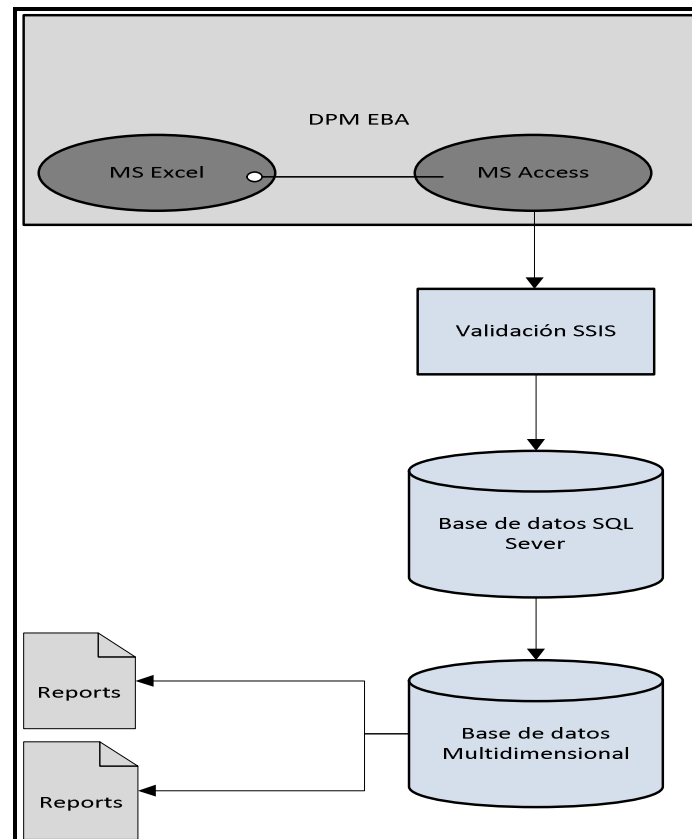 DPM EBA
MS Excel
MS Access
Validación SSIS
Base de datos SQL
Sever
Base de datos
Multidimensional
Reports
Reports